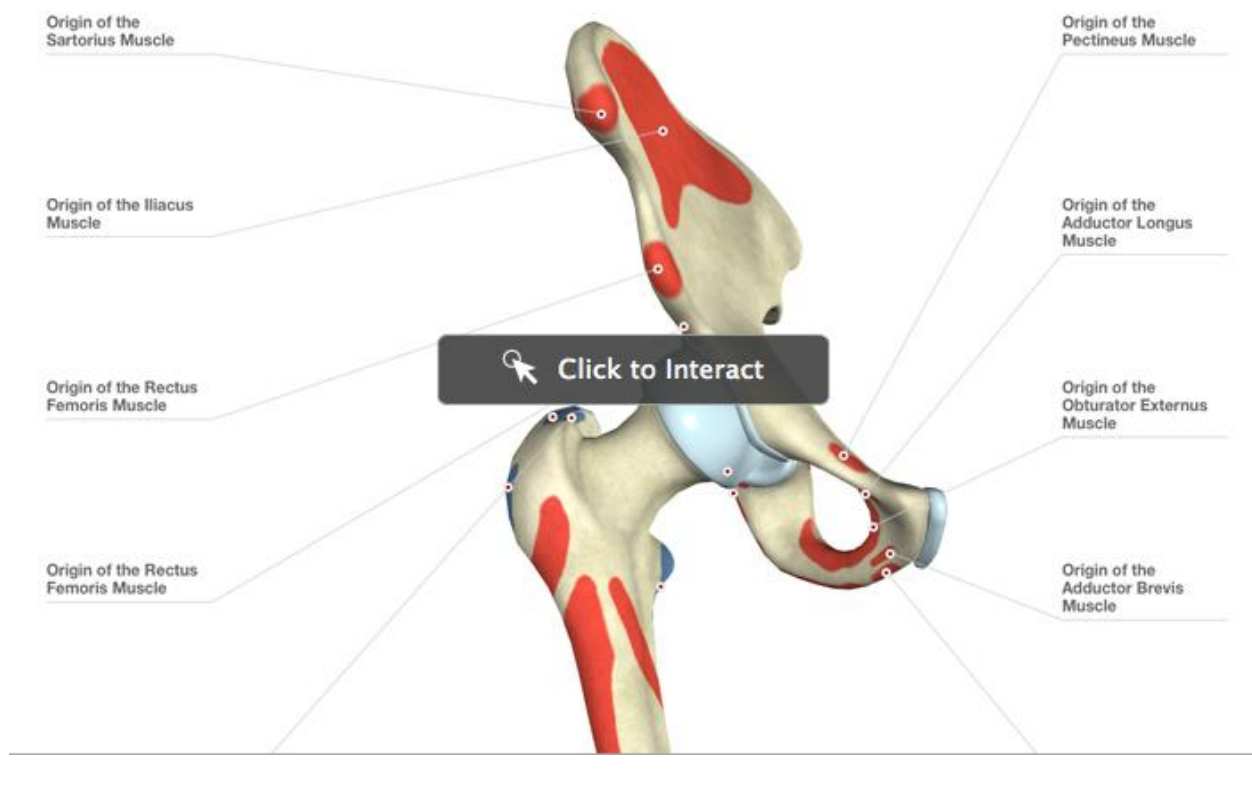 Origin of the
Sartorius Muscle
Origin of the Iliacus
Muscle
Origin of the Rectus
Femoris Muscle
Origin of the Rectus
Femoris Muscle
Click to Interact
Origin of the
Pectineus Muscle
Origin of the
Adductor Longus
Muscle
Origin of the
Obturator Externus
Muscle
Origin of the
Adductor Brevis
Muscle